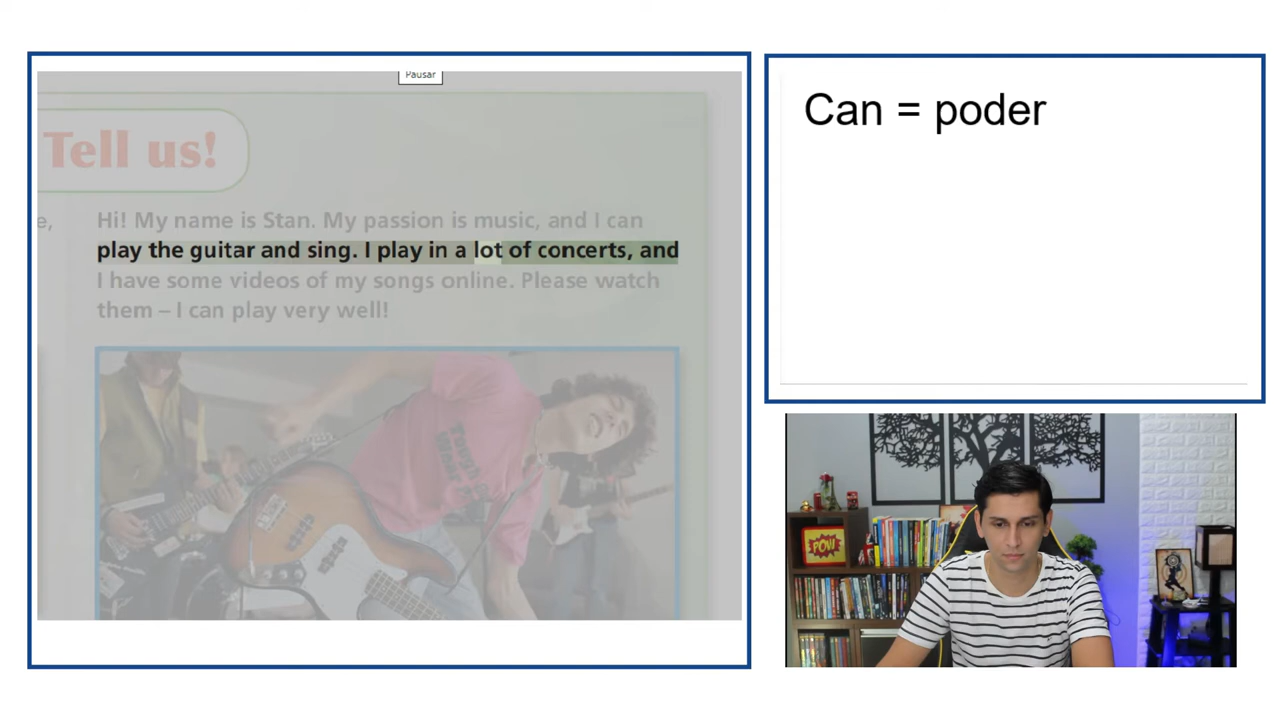 Pausar
Tell us!
e,
Hi! My name is Stan. My passion is music, and I can
play the guitar and sing. I play in a lot of concerts, and
I have some videos of my songs online. Please watch
them – I can play very well!
Can = poder
POW!